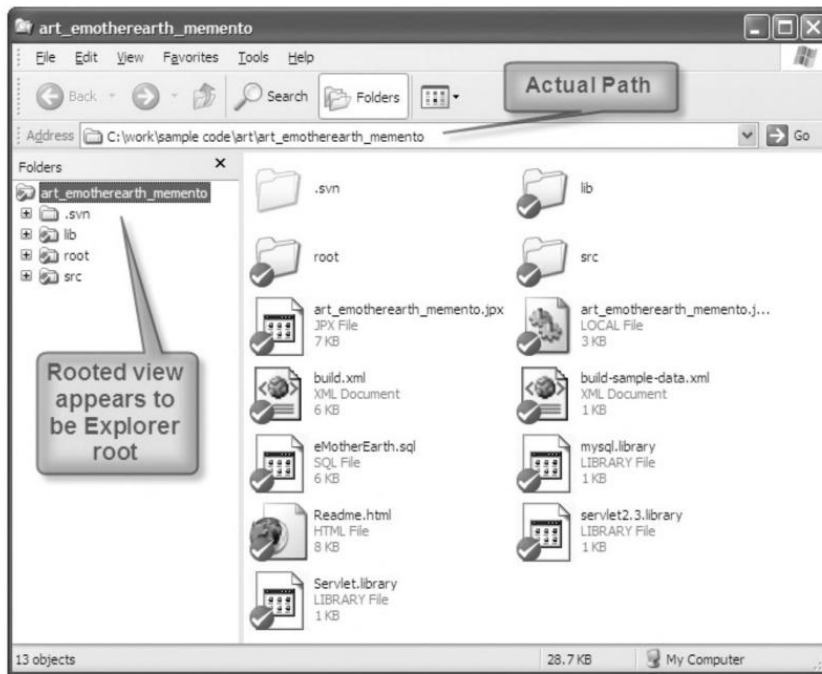 art_emotherearth_memento
File Edit View Favorites Tools Help
Back Search Folders
Actual Path
Address C:\work\sample code\art\art_emotherearth_memento Go
Folders x
art_emotherearth_memento
.svn
lib
root
src
Rooted view
appears to
be Explorer
root
.svn
lib
root
src
art_emotherearth_memento.jpx
JPX File
7 KB
art_emotherearth_memento.j...
LOCAL File
3 KB
build.xml
XML Document
6 KB
build-sample-data.xml
XML Document
1 KB
eMotherEarth.sql
SQL File
6 KB
mysql.library
LIBRARY File
1 KB
Readme.html
HTML File
8 KB
servlet2.3.library
LIBRARY File
1 KB
Servlet.library
LIBRARY File
1 KB
13 objects 28.7 KB My Computer